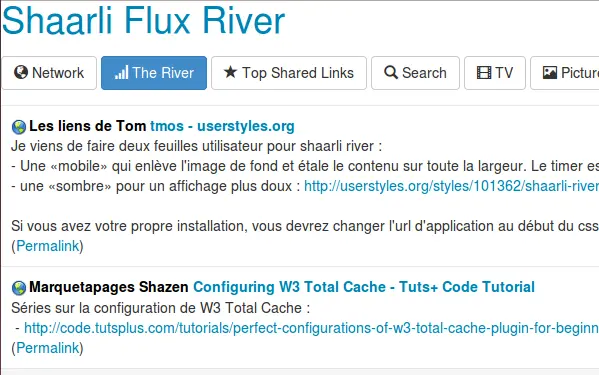 Shaarli Flux River
Network The River Top Shared Links Search TV Picture
Les liens de Tom tmos - userstyles.org
Je viens de faire deux feuilles utilisateur pour shaarli river :
- Une «mobile» qui enlève l'image de fond et étale le contenu sur toute la largeur. Le timer es
- une «sombre» pour un affichage plus doux : http://userstyles.org/styles/101362/shaarli-river
Si vous avez votre propre installation, vous devrez changer l'url d'application au début du css
(Permalink)
Marquetapages Shazen Configuring W3 Total Cache - Tuts+ Code Tutorial
Séries sur la configuration de W3 Total Cache :
- http://code.tutsplus.com/tutorials/perfect-configurations-of-w3-total-cache-plugin-for-beginn
(Permalink)